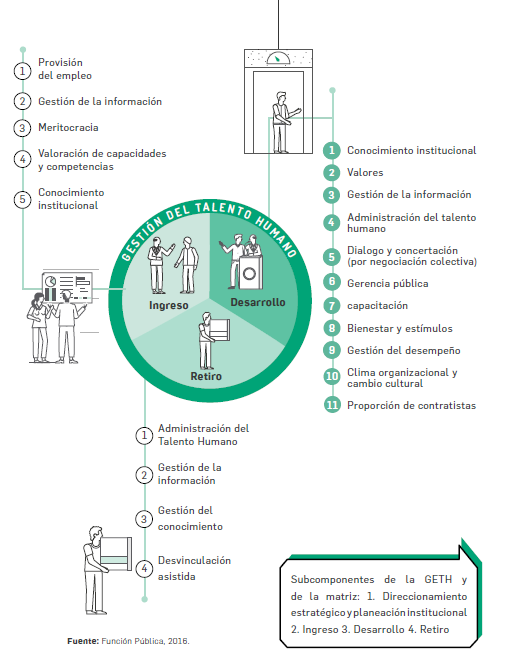 1 Provisión
del empleo
2 Gestión de la información
3 Meritocracia
4 Valoración de capacidades
y competencias
5 Conocimiento
institucional
GESTIÓN DEL TALENTO HUMANO
Ingreso
Desarrollo
Retiro
1 Conocimiento institucional
2 Valores
3 Gestión de la información
4 Administración del talento
humano
5 Dialogo y concertación
(por negociación colectiva)
6 Gerencia pública
7 capacitación
8 Bienestar y estímulos
9 Gestión del desempeño
10 Clima organizacional y
cambio cultural
11 Proporción de contratistas
1 Administración del
Talento Humano
2 Gestión de la
información
3 Gestión del
conocimiento
4 Desvinculación
asistida
Subcomponentes de la GETH y
de la matriz: 1. Direccionamiento
estratégico y planeación institucional
2. Ingreso 3. Desarrollo 4. Retiro
Fuente: Función Pública, 2016.